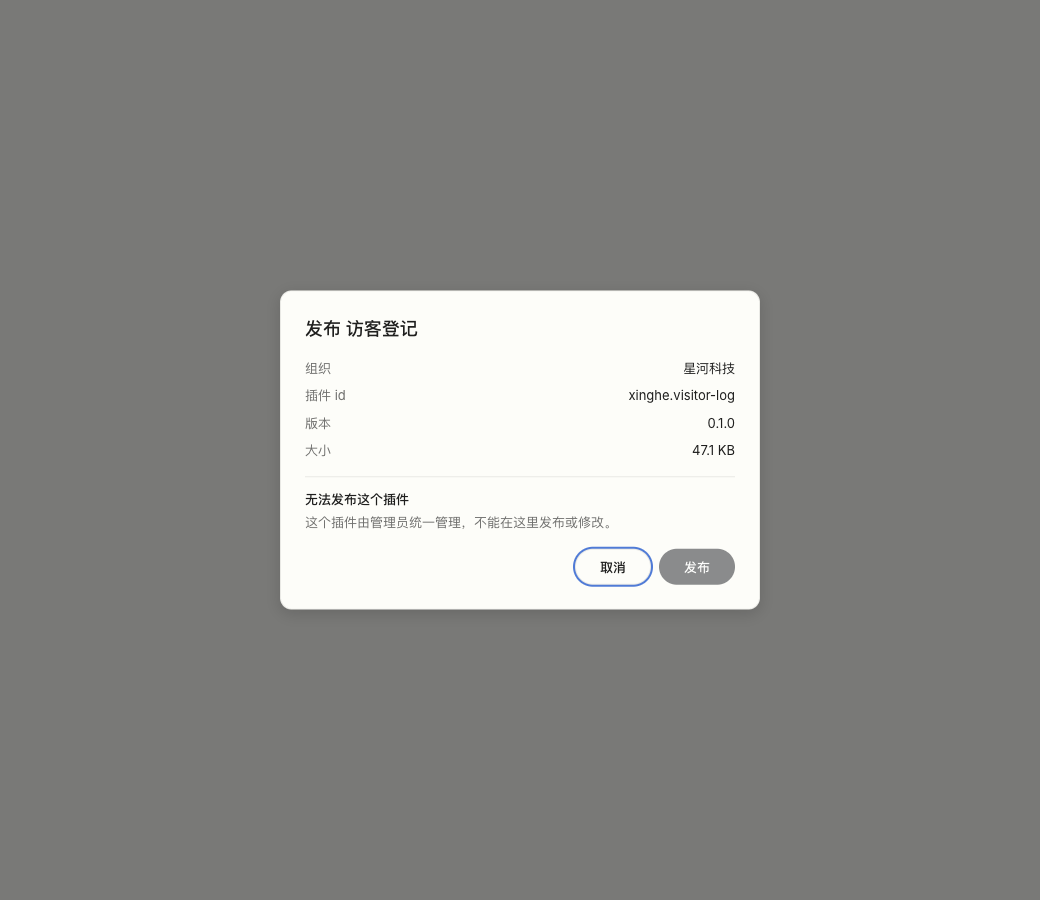 发布 访客登记
组织 星河科技
插件 id xinghe.visitor-log
版本 0.1.0
大小 47.1 KB
无法发布这个插件
这个插件由管理员统一管理，不能在这里发布或修改。
取消 发布